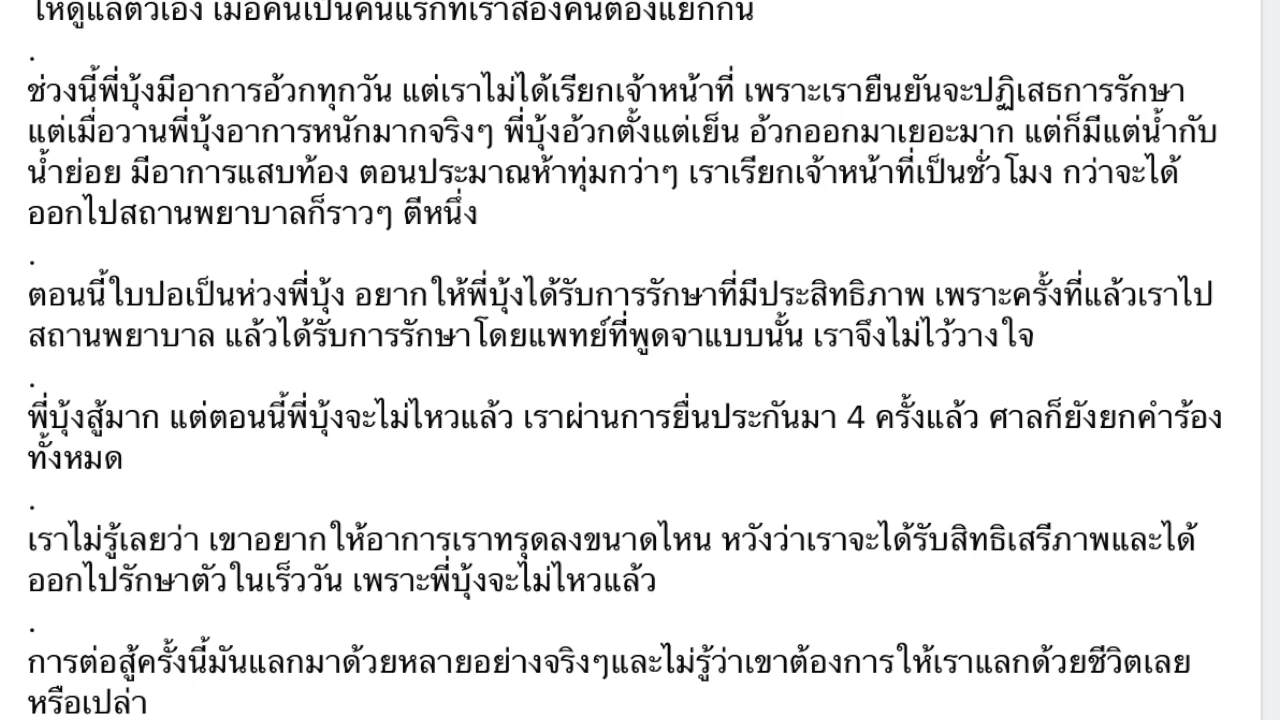 ให้ดูแลตัวเอง เมื่อคืนเป็นคืนแรกที่เราสองคนต้องแยกกัน
.
ช่วงนี้พี่บุ้งมีอาการอ้วกทุกวัน แต่เราไม่ได้เรียกเจ้าหน้าที่ เพราะเรายืนยันจะปฏิเสธการรักษา
แต่เมื่อวานพี่บุ้งอาการหนักมากจริงๆ พี่บุ้งอ้วกตั้งแต่เย็น อ้วกออกมาเยอะมาก แต่ก็มีแต่น้ำกับ
น้ำย่อย มีอาการแสบท้อง ตอนประมาณห้าทุ่มกว่าๆ เราเรียกเจ้าหน้าที่เป็นชั่วโมง กว่าจะได้
ออกไปสถานพยาบาลก็ราวๆ ตีหนึ่ง
.
ตอนนี้ใบปอเป็นห่วงพี่บุ้ง อยากให้พี่บุ้งได้รับการรักษาที่มีประสิทธิภาพ เพราะครั้งที่แล้วเราไป
สถานพยาบาล แล้วได้รับการรักษาโดยแพทย์ที่พูดจาแบบนั้น เราจึงไม่ไว้วางใจ
.
พี่บุ้งสู้มาก แต่ตอนนี้พี่บุ้งจะไม่ไหวแล้ว เราผ่านการยื่นประกันมา 4 ครั้งแล้ว ศาลก็ยังยกคำร้อง
ทั้งหมด
.
เราไม่รู้เลยว่า เขาอยากให้อาการเราทรุดลงขนาดไหน หวังว่าเราจะได้รับสิทธิเสรีภาพและได้
ออกไปรักษาตัวในเร็ววัน เพราะพี่บุ้งจะไม่ไหวแล้ว
.
การต่อสู้ครั้งนี้มันแลกมาด้วยหลายอย่างจริงๆและไม่รู้ว่าเขาต้องการให้เราแลกด้วยชีวิตเลย
หรือเปล่า